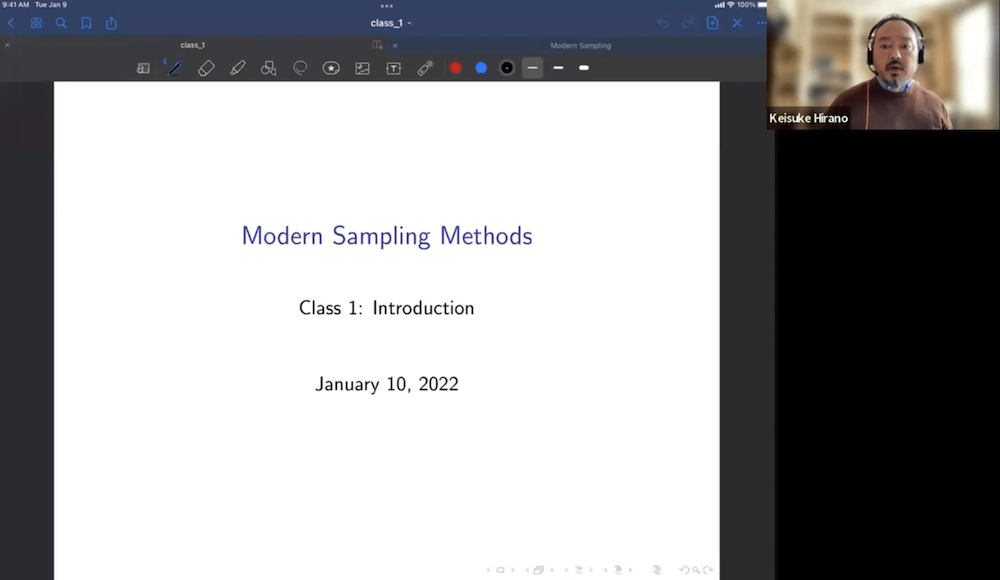 9:41 AM Tue Jan 9
100%
class_1
class_1
Modern Sampling
Keisuke Hirano
Modern Sampling Methods
Class 1: Introduction
January 10, 2022